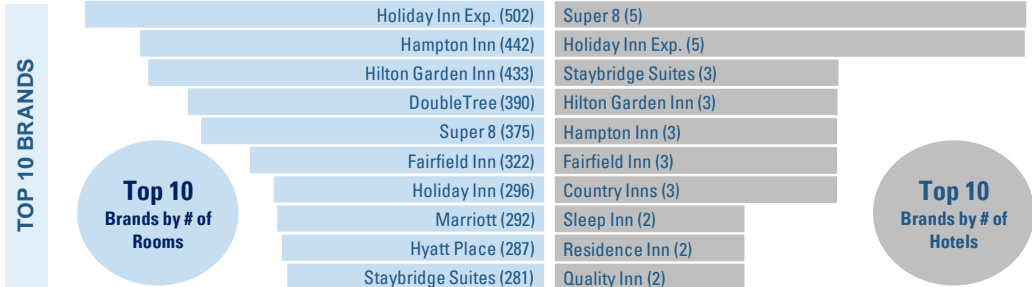 TOP 10 BRANDS
Holiday Inn Exp. (502)
Hampton Inn (442)
Hilton Garden Inn (433)
DoubleTree (390)
Super 8 (375)
Fairfield Inn (322)
Holiday Inn (296)
Marriott (292)
Hyatt Place (287)
Staybridge Suites (281)
Top 10
Brands by # of
Rooms
Super 8 (5)
Holiday Inn Exp. (5)
Staybridge Suites (3)
Hilton Garden Inn (3)
Hampton Inn (3)
Fairfield Inn (3)
Country Inns (3)
Sleep Inn (2)
Residence Inn (2)
Quality Inn (2)
Top 10
Brands by # of
Hotels